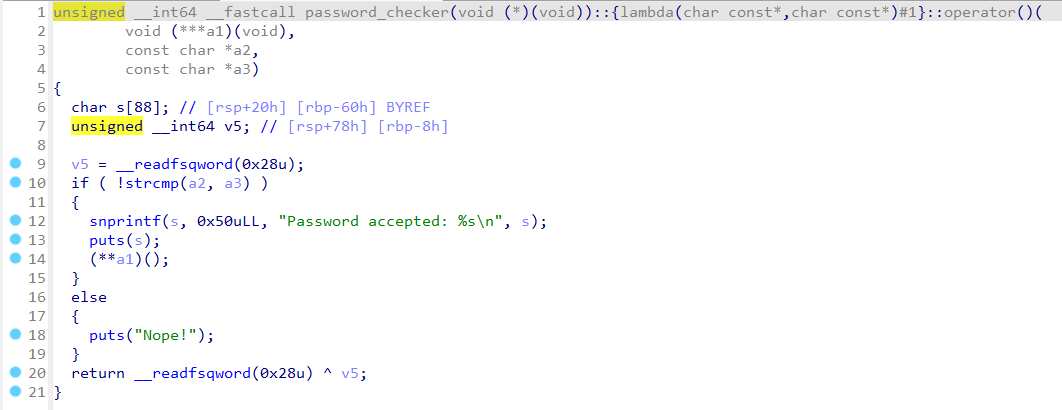 1 unsigned __int64 __fastcall password_checker(void (*)(void))::{lambda(char const*,char const*)#1}::operator()(
2         void (***a1)(void),
3         const char *a2,
4         const char *a3)
5 {
6   char s[88]; // [rsp+20h] [rbp-60h] BYREF
7   unsigned __int64 v5; // [rsp+78h] [rbp-8h]
8
9   v5 = __readfsqword(0x28u);
10   if ( !strcmp(a2, a3) )
11   {
12     snprintf(s, 0x50uLL, "Password accepted: %s\n", s);
13     puts(s);
14     (**a1)();
15   }
16   else
17   {
18     puts("Nope!");
19   }
20   return __readfsqword(0x28u) ^ v5;
21 }